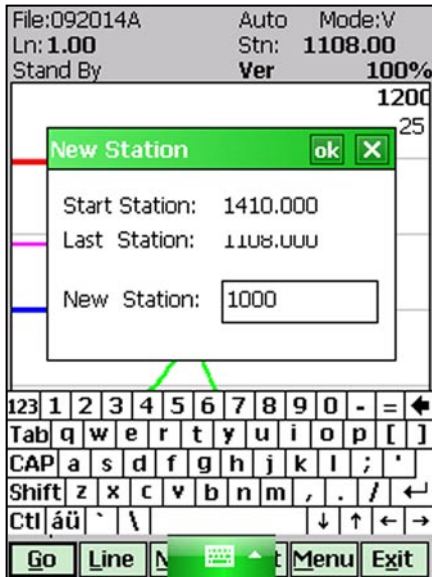 File:092014A Auto Mode:V
Ln: 1.00 Stn: 1108.00
Stand By Ver 100%
1200
25
New Station ok X
Start Station: 1410.000
Last Station: 1108.000
New Station: 1000
123 1 2 3 4 5 6 7 8 9 0 - = 🡸
Tab q w e r t y u i o p [ ]
CAP a s d f g h j k l ; '
Shift z x c v b n m , . / ↵
Ctl áü ` \ ↓ ↑ ← →
Go Line Menu Exit